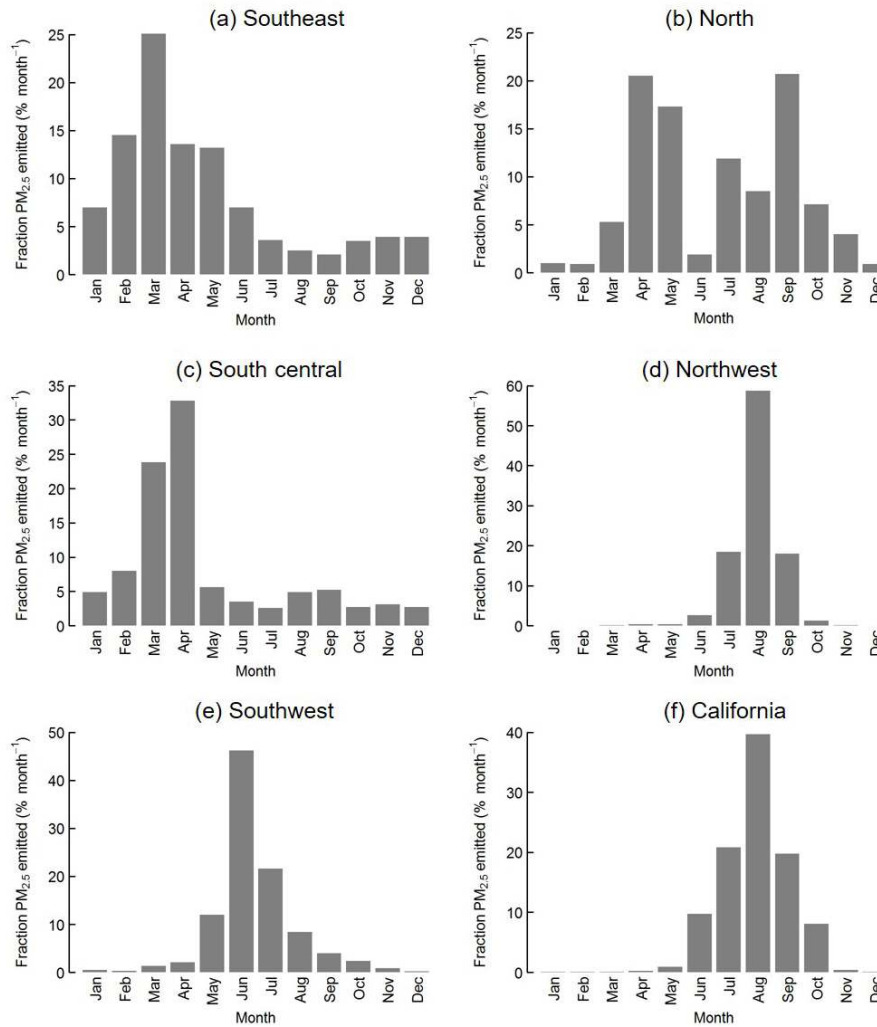 (a) Southeast
Fraction PM2.5 emitted (% month−1)
25
20
15
10
5
0
Jan Feb Mar Apr May Jun Jul Aug Sep Oct Nov Dec
Month
(b) North
Fraction PM2.5 emitted (% month−1)
25
20
15
10
5
0
Jan Feb Mar Apr May Jun Jul Aug Sep Oct Nov Dec
Month
(c) South central
Fraction PM2.5 emitted (% month−1)
35
30
25
20
15
10
5
0
Jan Feb Mar Apr May Jun Jul Aug Sep Oct Nov Dec
Month
(d) Northwest
Fraction PM2.5 emitted (% month−1)
60
50
40
30
20
10
0
Jan Feb Mar Apr May Jun Jul Aug Sep Oct Nov Dec
Month
(e) Southwest
Fraction PM2.5 emitted (% month−1)
50
40
30
20
10
0
Jan Feb Mar Apr May Jun Jul Aug Sep Oct Nov Dec
Month
(f) California
Fraction PM2.5 emitted (% month−1)
40
30
20
10
0
Jan Feb Mar Apr May Jun Jul Aug Sep Oct Nov Dec
Month